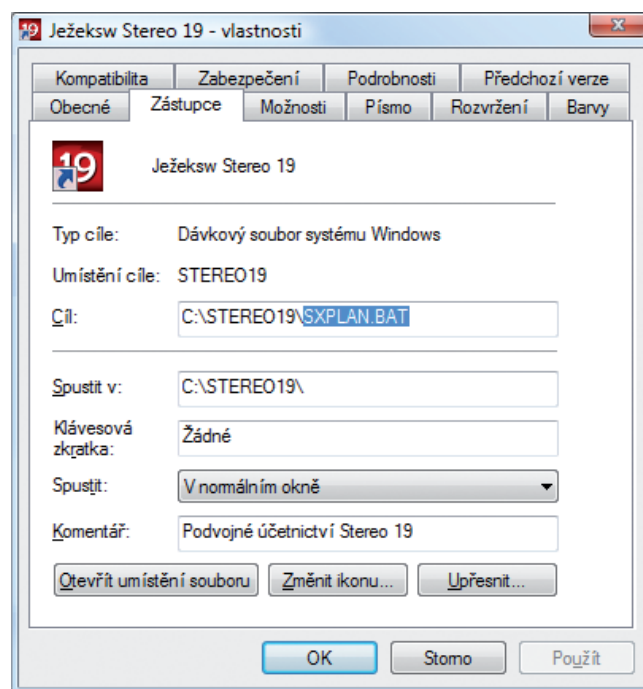 19 Ježeksw Stereo 19 - vlastnosti
Kompatibilita Zabezpečení Podrobnosti Předchozí verze
Obecné Zástupce Možnosti Písmo Rozvržení Barvy
19 Ježeksw Stereo 19
Typ cíle: Dávkový soubor systému Windows
Umístění cíle: STEREO19
Cíl: C:\STEREO19\SXPLAN.BAT
Spustit v: C:\STEREO19\
Klávesová
zkratka: Žádné
Spustit: V normálním okně
Komentář: Podvojné účetnictví Stereo 19
Otevřít umístění souboru Změnit ikonu... Upřesnit...
OK Storno Použít